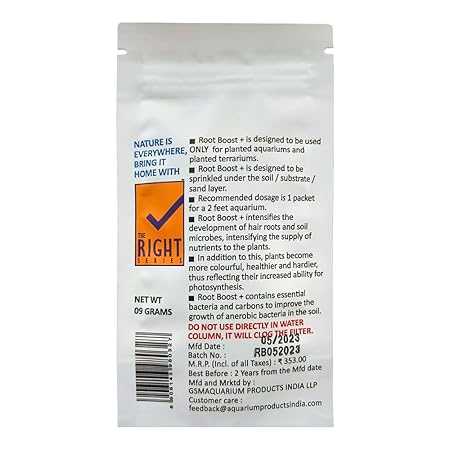 NATURE IS
EVERYWHERE,
BRING IT
HOME WITH
THE
RIGHT
SERIES
NET WT
09 GRAMS
■ Root Boost + is designed to be used
ONLY for planted aquariums and
planted terrariums.
■ Root Boost + is designed to be
sprinkled under the soil / substrate /
sand layer.
■ Recommended dosage is 1 packet
for a 2 feet aquarium.
■ Root Boost + intensifies the
development of hair roots and soil
microbes, intensifying the supply of
nutrients to the plants.
■ In addition to this, plants become
more colourful, healthier and hardier,
thus reflecting their increased ability for
photosynthesis.
■ Root Boost + contains essential
bacteria and carbons to improve the
growth of anerobic bacteria in the soil.
DO NOT USE DIRECTLY IN WATER
COLUMN, IT WILL CLOG THE FILTER.
Mfd Date : 05/2023
Batch No. : RB052023
M.R.P. (Incl. of all Taxes) : ₹ 353.00
Best Before : 2 Years from the Mfd date
Mfd and Mrktd by :
GSMAQUARIUM PRODUCTS INDIA LLP
Customer care :
feedback@aquariumproductsindia.com